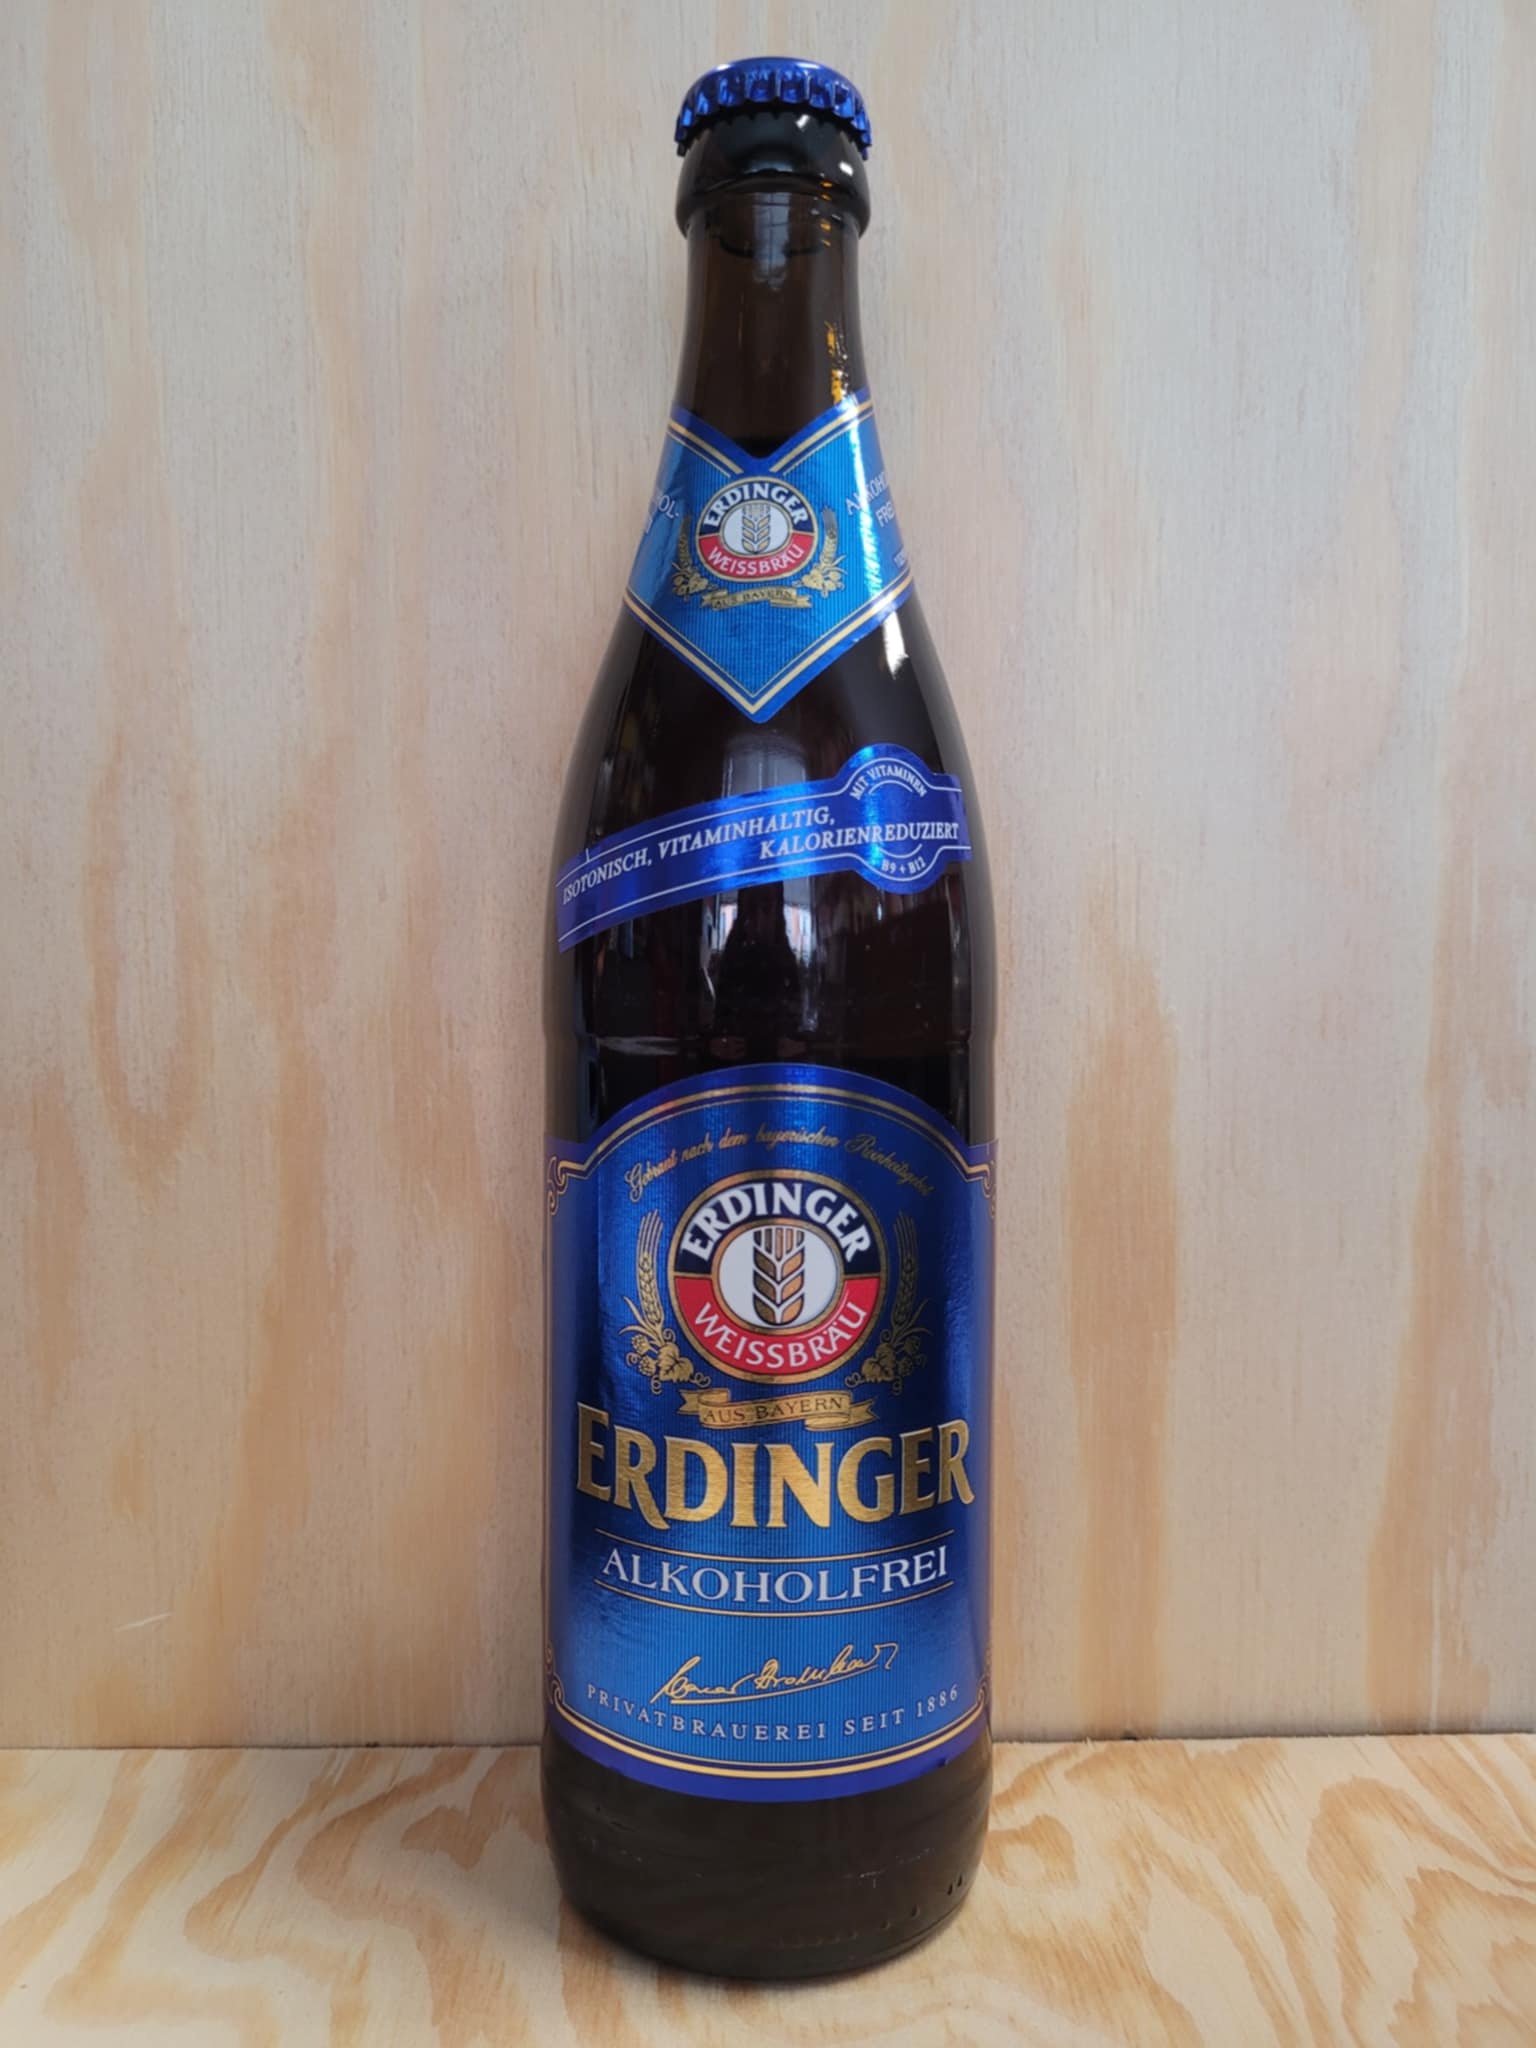 ERDINGER
WEISSBRÄU
AUS BAYERN
MIT VITAMINEN
ISOTONISCH, VITAMINHALTIG,
KALORIENREDUZIERT
B9 + B12
Gebraut nach dem bayerischen Reinheitsgebot
ERDINGER
WEISSBRÄU
AUS BAYERN
ERDINGER
ALKOHOLFREI
PRIVATBRAUEREI SEIT 1886